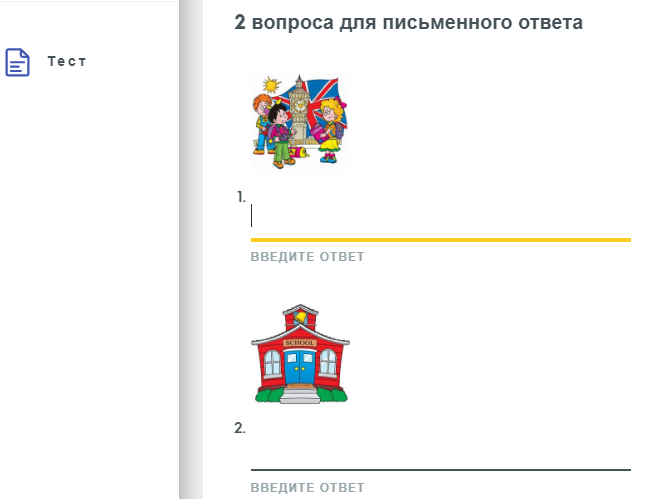 2 вопроса для письменного ответа
Тест
1.
ВВЕДИТЕ ОТВЕТ
SCHOOL
2.
ВВЕДИТЕ ОТВЕТ